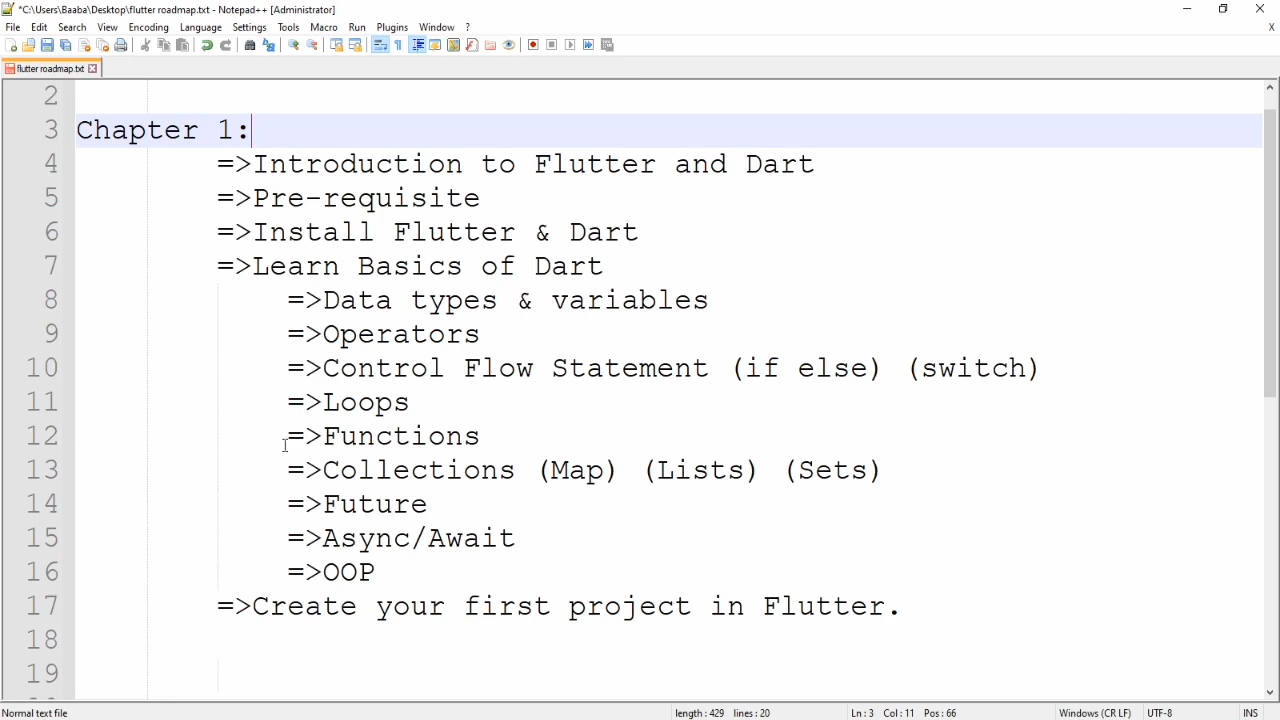 *C:\Users\Baaba\Desktop\flutter roadmap.txt - Notepad++ [Administrator]
File Edit Search View Encoding Language Settings Tools Macro Run Plugins Window ?
X
flutter roadmap.txt
2
3 Chapter 1:
4 =>Introduction to Flutter and Dart
5 =>Pre-requisite
6 =>Install Flutter & Dart
7 =>Learn Basics of Dart
8 =>Data types & variables
9 =>Operators
10 =>Control Flow Statement (if else) (switch)
11 =>Loops
12 =>Functions
13 =>Collections (Map) (Lists) (Sets)
14 =>Future
15 =>Async/Await
16 =>OOP
17 =>Create your first project in Flutter.
18
19
Normal text file length : 429 lines : 20 Ln : 3 Col : 11 Pos : 66 Windows (CR LF) UTF-8 INS